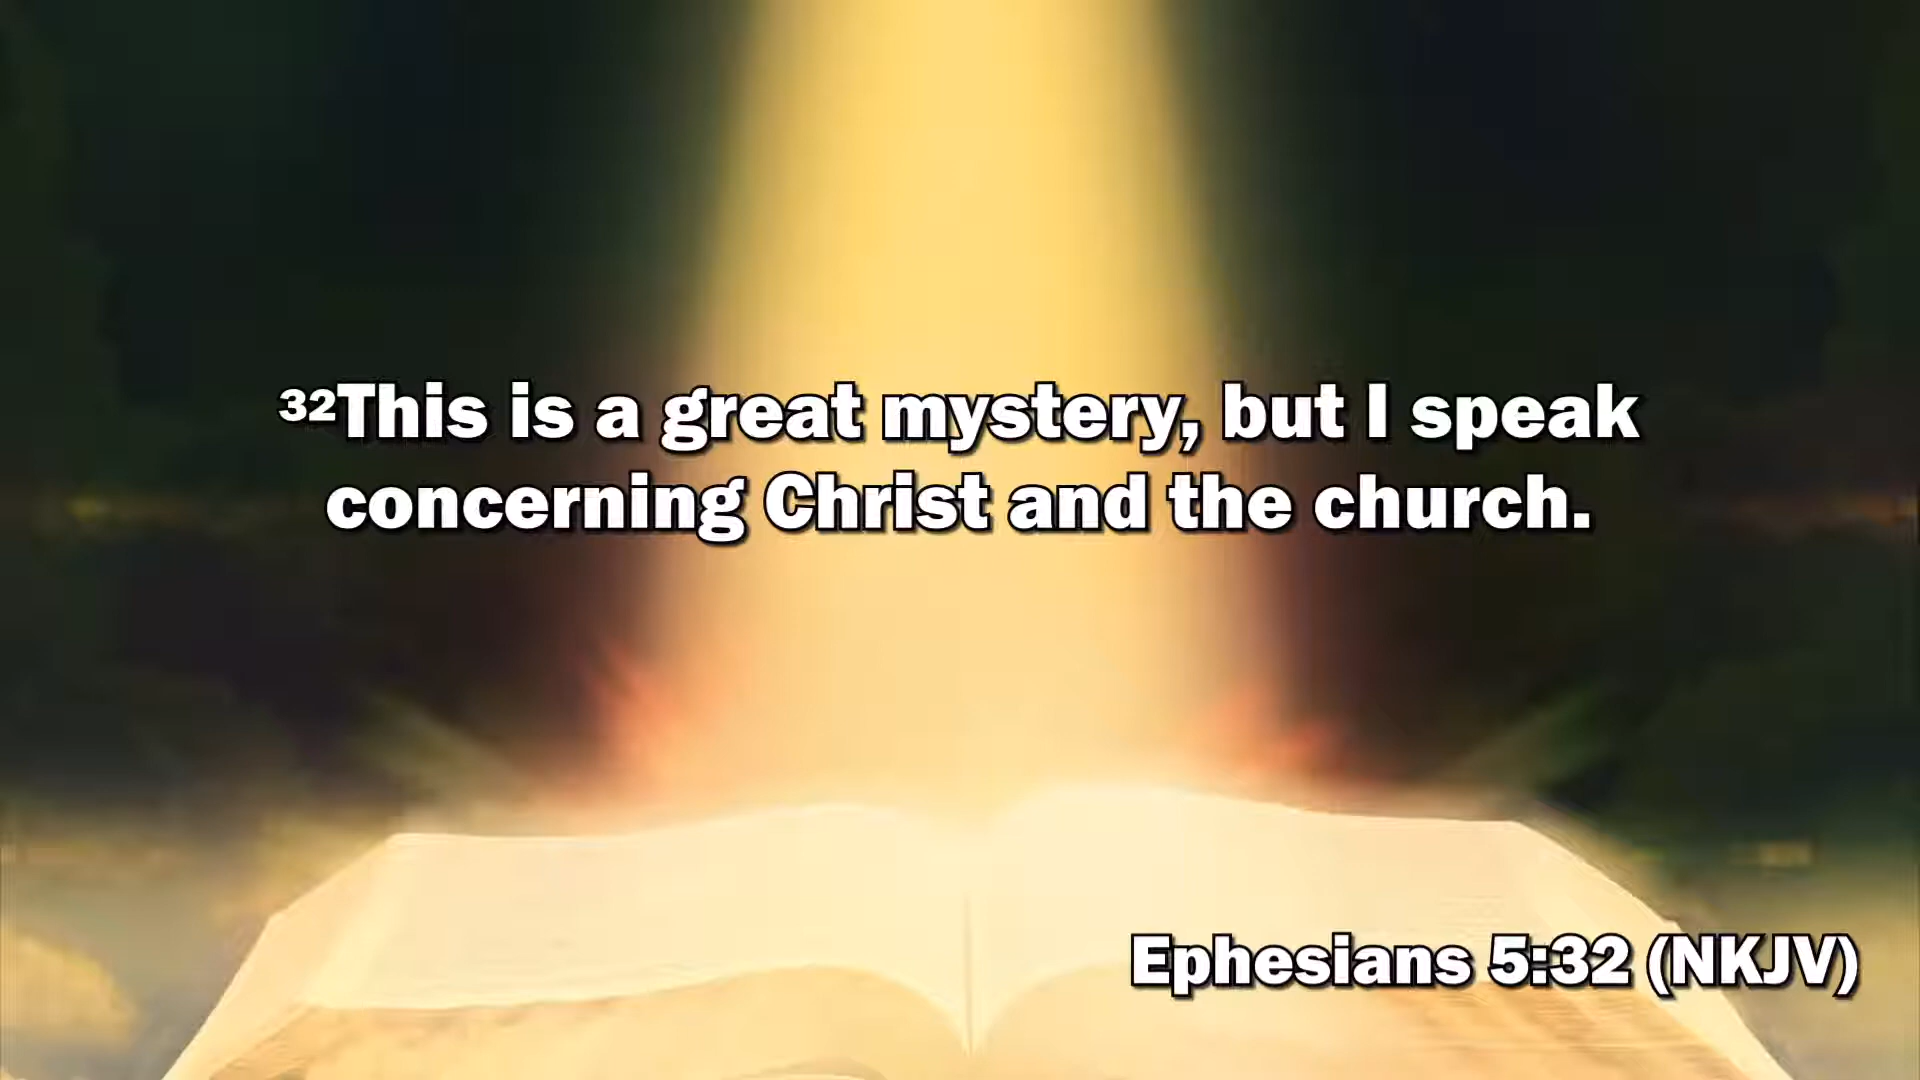 ³²This is a great mystery, but I speak
concerning Christ and the church.
Ephesians 5:32 (NKJV)